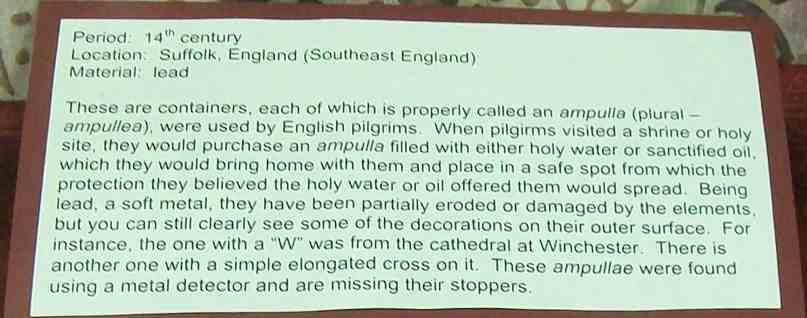 Period: 14th century
Location: Suffolk, England (Southeast England)
Material: lead
These are containers, each of which is properly called an ampulla (plural –
ampullea), were used by English pilgrims. When pilgirms visited a shrine or holy
site, they would purchase an ampulla filled with either holy water or sanctified oil,
which they would bring home with them and place in a safe spot from which the
protection they believed the holy water or oil offered them would spread. Being
lead, a soft metal, they have been partially eroded or damaged by the elements,
but you can still clearly see some of the decorations on their outer surface. For
instance, the one with a “W” was from the cathedral at Winchester. There is
another one with a simple elongated cross on it. These ampullae were found
using a metal detector and are missing their stoppers.